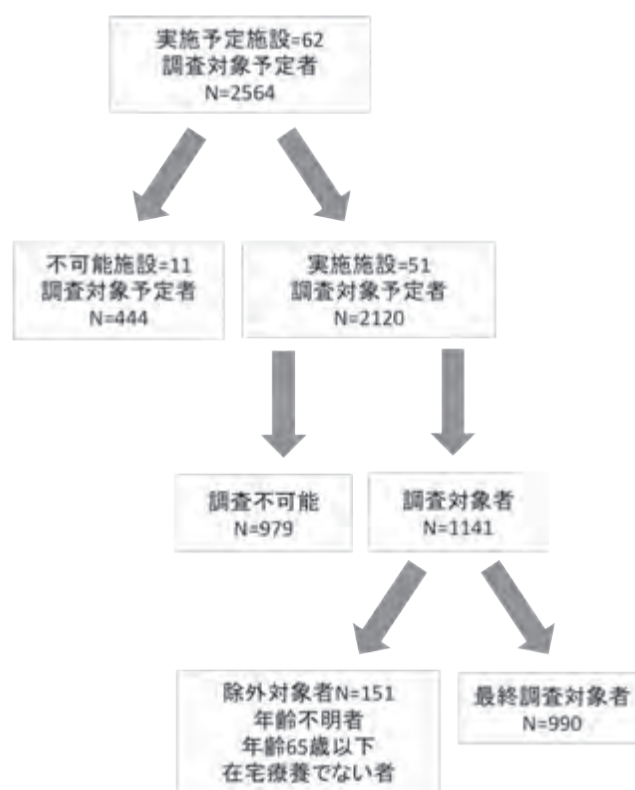 実施予定施設=62
調査対象予定者
N=2564
不可能施設=11
調査対象予定者
N=444
実施施設=51
調査対象予定者
N=2120
調査不可能
N=979
調査対象者
N=1141
除外対象者N=151
年齢不明者
年齢65歳以下
在宅療養でない者
最終調査対象者
N=990